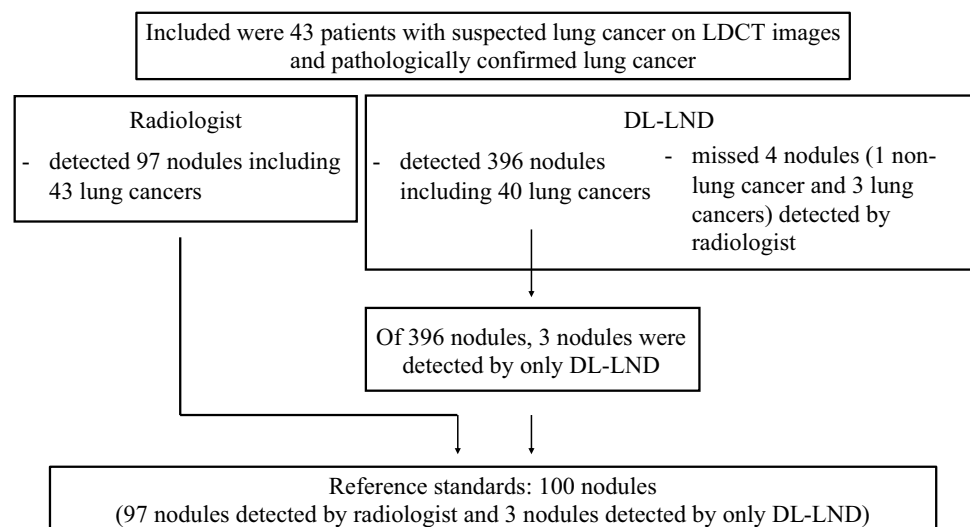 Included were 43 patients with suspected lung cancer on LDCT images
and pathologically confirmed lung cancer
Radiologist
- detected 97 nodules including
43 lung cancers
DL-LND
- detected 396 nodules
including 40 lung cancers
- missed 4 nodules (1 non-
lung cancer and 3 lung
cancers) detected by
radiologist
Of 396 nodules, 3 nodules were
detected by only DL-LND
Reference standards: 100 nodules
(97 nodules detected by radiologist and 3 nodules detected by only DL-LND)